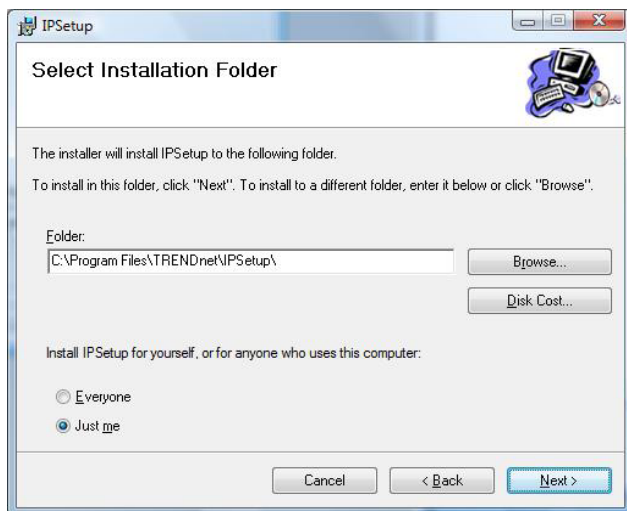 IPSetup
Select Installation Folder
The installer will install IPSetup to the following folder.
To install in this folder, click "Next". To install to a different folder, enter it below or click "Browse".
Folder:
C:\Program Files\TRENDnet\IPSetup\
Browse...
Disk Cost...
Install IPSetup for yourself, or for anyone who uses this computer:
Everyone
Just me
Cancel
< Back
Next >